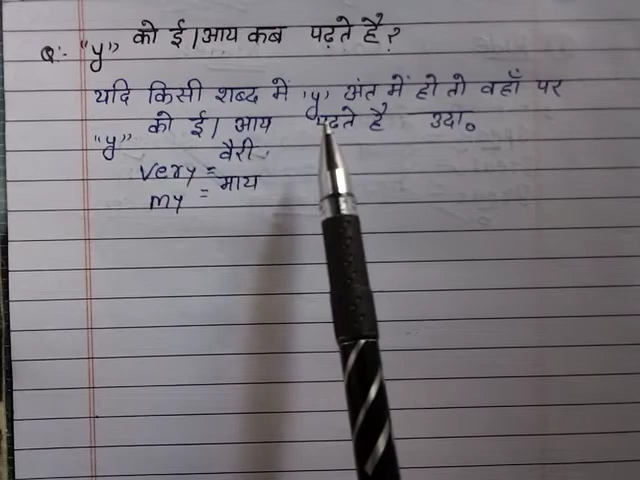 Q:- "y" को ई/आय कब पढ़ते है?
यदि किसी शब्द में 'y' अंत में हो तो वहाँ पर
"y" को ई/ आय पढ़ते है उदा०
very = वैरी
my = माय